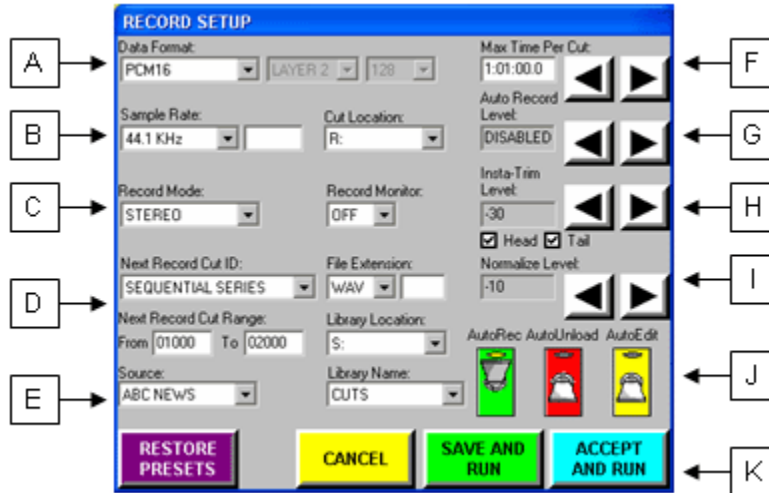 RECORD SETUP
Data Format:
Max Time Per Cut:
A
PCM16
LAYER 2
128
1:01:00.0
F
Auto Record
Level:
Sample Rate:
Cut Location:
B
44.1 KHz
R:
DISABLED
G
Insta-Trim
Level:
Record Mode:
Record Monitor:
C
STEREO
OFF
-30
H
Head
Tail
Next Record Cut ID:
File Extension:
Normalize Level:
SEQUENTIAL SERIES
WAV
-10
I
D
Next Record Cut Range:
Library Location:
From 01000 To 02000
S:
AutoRec AutoUnload AutoEdit
Source:
Library Name:
J
E
ABC NEWS
CUTS
RESTORE
PRESETS
CANCEL
SAVE AND
RUN
ACCEPT
AND RUN
K